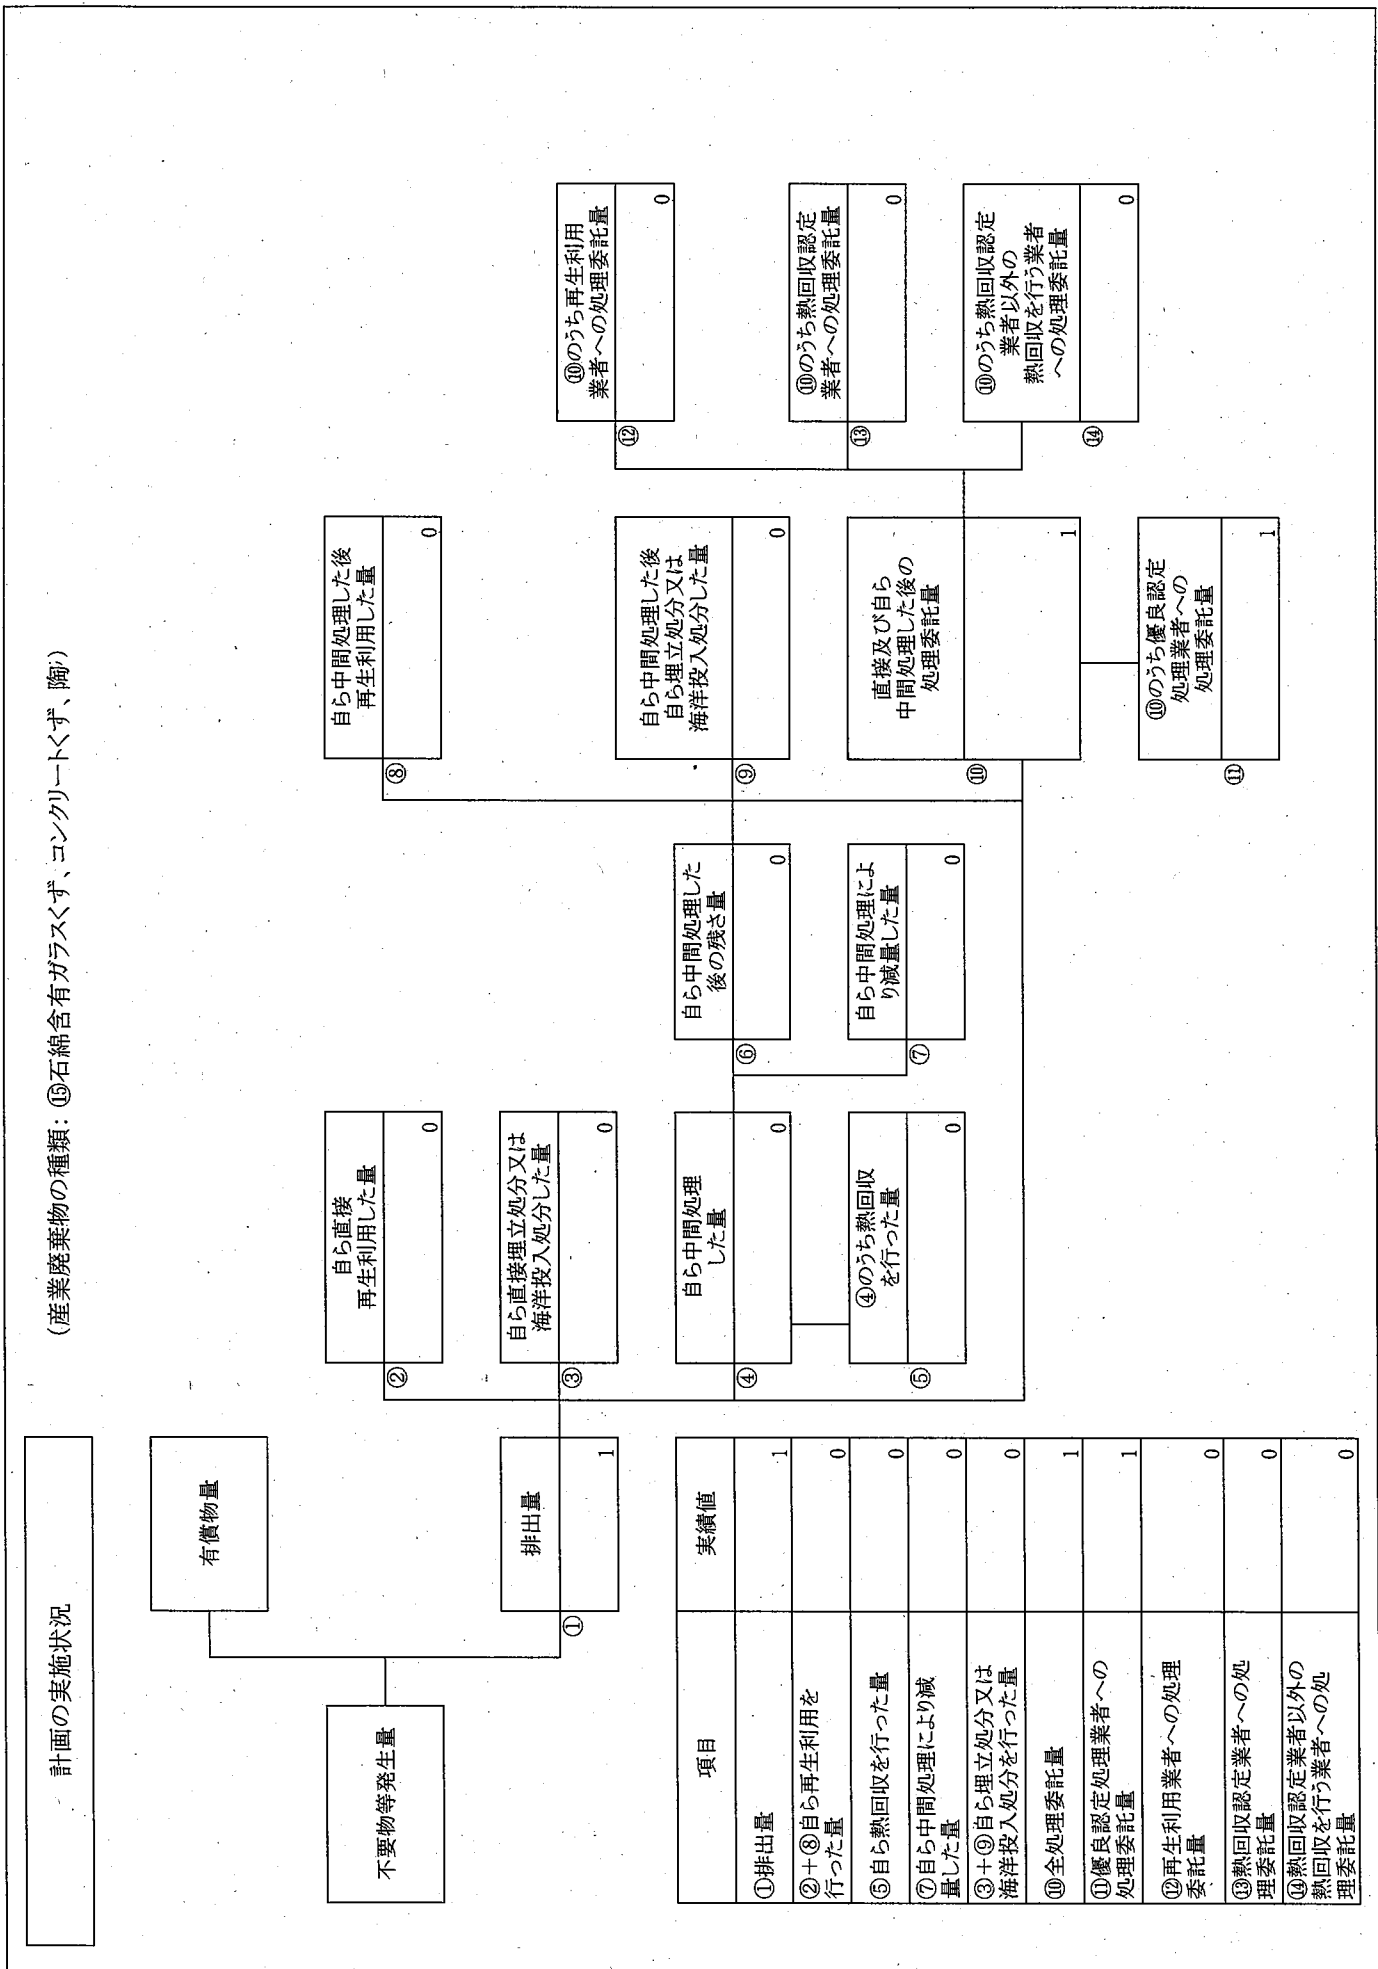 計画の実施状況
(産業廃棄物の種類：⑮石綿含有ガラスくず、コンクリートくず、陶)
不要物等発生量
有償物量
排出量
①
1
自ら直接
再生利用した量
②
0
自ら直接埋立処分又は
海洋投入処分した量
③
0
自ら中間処理
した量
④
0
④のうち熱回収
を行った量
⑤
0
自ら中間処理した
後の残さ量
⑥
0
自ら中間処理によ
り減量した量
⑦
0
自ら中間処理した後
再生利用した量
⑧
0
自ら中間処理した後
自ら埋立処分又は
海洋投入処分した量
⑨
0
直接及び自ら
中間処理した後の
処理委託量
⑩
1
⑩のうち優良認定
処理業者への
処理委託量
⑪
1
⑩のうち再生利用
業者への処理委託量
⑫
0
⑩のうち熱回収認定
業者への処理委託量
⑬
0
⑩のうち熱回収認定
業者以外の
熱回収を行う業者
への処理委託量
⑭
0
項目 実績値
①排出量 1
②＋⑧自ら再生利用を
行った量 0
⑤自ら熱回収を行った量 0
⑦自ら中間処理により減
量した量 0
③＋⑨自ら埋立処分又は
海洋投入処分を行った量 0
⑩全処理委託量 1
⑪優良認定処理業者への
処理委託量 1
⑫再生利用業者への処理
委託量 0
⑬熱回収認定業者への処
理委託量 0
⑭熱回収認定業者以外の
熱回収を行う業者への処
理委託量 0